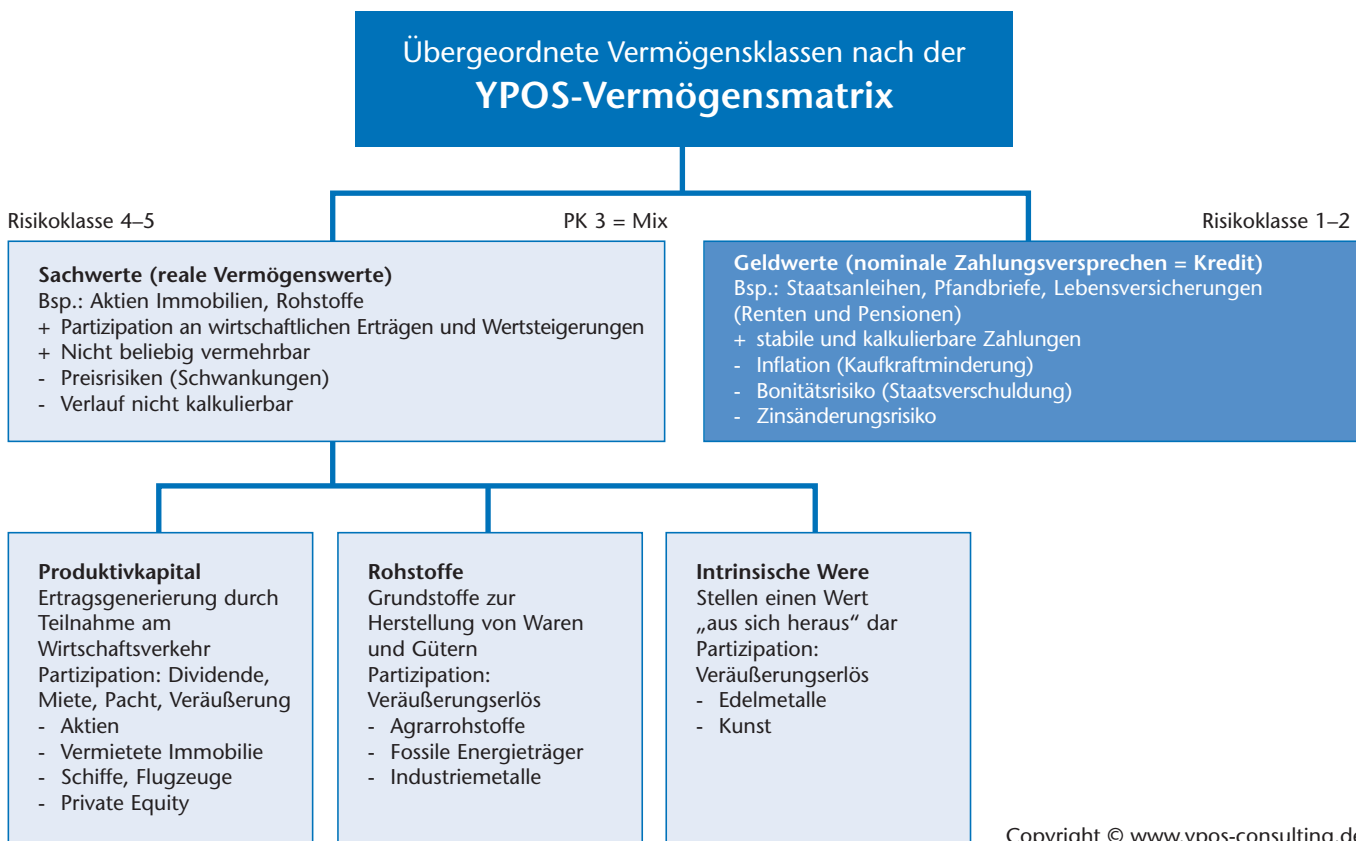 Übergeordnete Vermögensklassen nach der
YPOS-Vermögensmatrix
Risikoklasse 4–5
PK 3 = Mix
Risikoklasse 1–2
Sachwerte (reale Vermögenswerte)
Bsp.: Aktien Immobilien, Rohstoffe
+ Partizipation an wirtschaftlichen Erträgen und Wertsteigerungen
+ Nicht beliebig vermehrbar
- Preisrisiken (Schwankungen)
- Verlauf nicht kalkulierbar
Geldwerte (nominale Zahlungsversprechen = Kredit)
Bsp.: Staatsanleihen, Pfandbriefe, Lebensversicherungen
(Renten und Pensionen)
+ stabile und kalkulierbare Zahlungen
- Inflation (Kaufkraftminderung)
- Bonitätsrisiko (Staatsverschuldung)
- Zinsänderungsrisiko
Produktivkapital
Ertragsgenerierung durch
Teilnahme am
Wirtschaftsverkehr
Partizipation: Dividende,
Miete, Pacht, Veräußerung
- Aktien
- Vermietete Immobilie
- Schiffe, Flugzeuge
- Private Equity
Rohstoffe
Grundstoffe zur
Herstellung von Waren
und Gütern
Partizipation:
Veräußerungserlös
- Agrarrohstoffe
- Fossile Energieträger
- Industriemetalle
Intrinsische Were
Stellen einen Wert
„aus sich heraus“ dar
Partizipation:
Veräußerungserlös
- Edelmetalle
- Kunst
Copyright © www.ypos-consulting.de